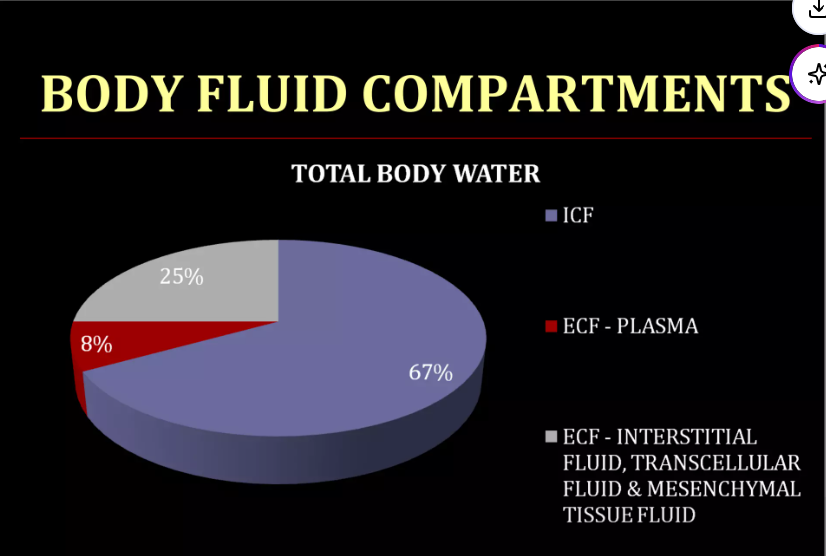 BODY FLUID COMPARTMENTS
TOTAL BODY WATER
ICF
25%
ECF - PLASMA
8%
67%
ECF - INTERSTITIAL
FLUID, TRANSCELLULAR
FLUID & MESENCHYMAL
TISSUE FLUID